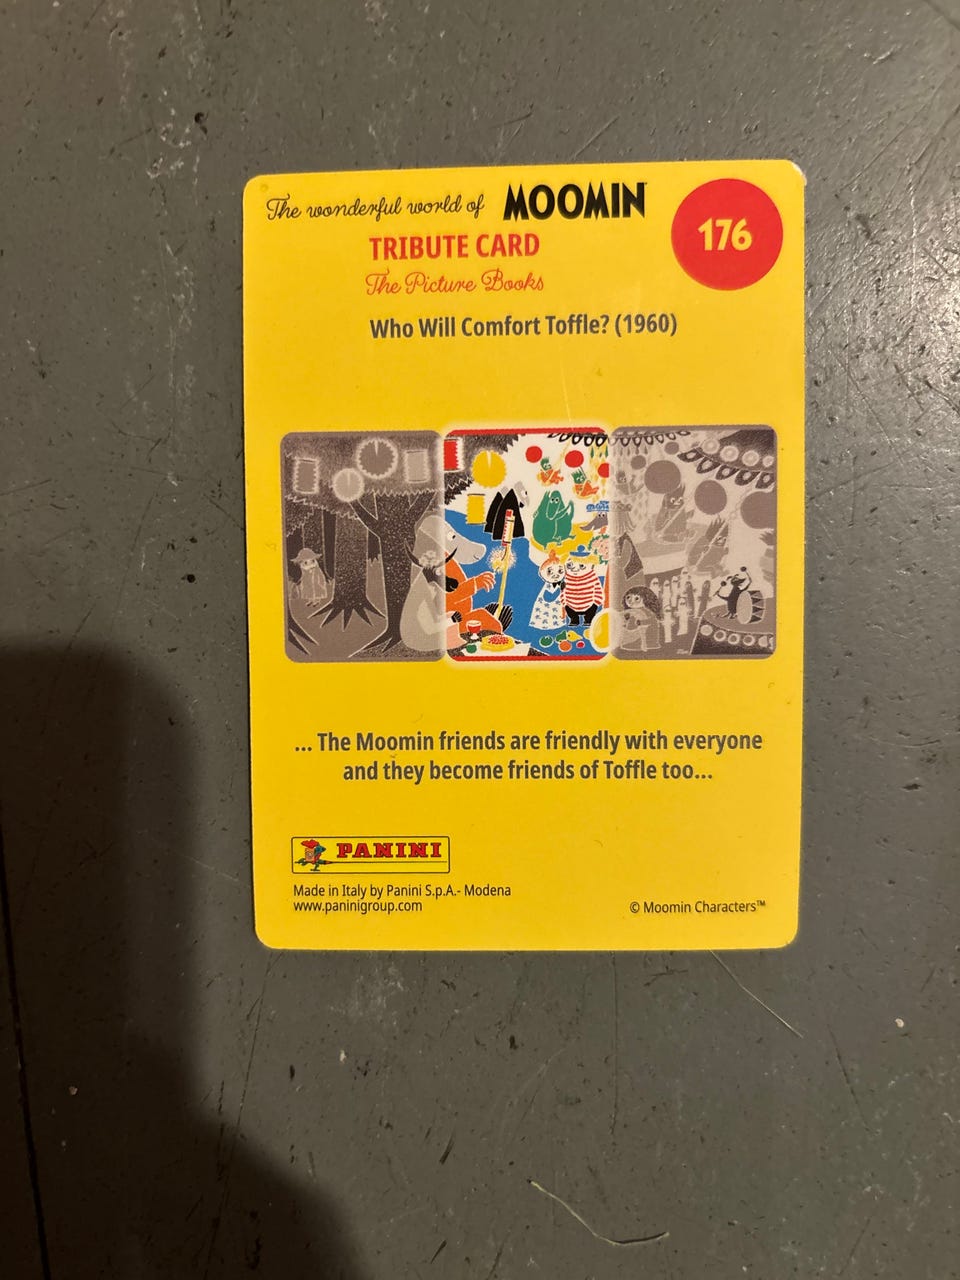 The wonderful world of MOOMIN
176
TRIBUTE CARD
The Picture Books
Who Will Comfort Toffle? (1960)
... The Moomin friends are friendly with everyone
and they become friends of Toffle too...
PANINI
Made in Italy by Panini S.p.A.- Modena
www.paninigroup.com
© Moomin Characters™